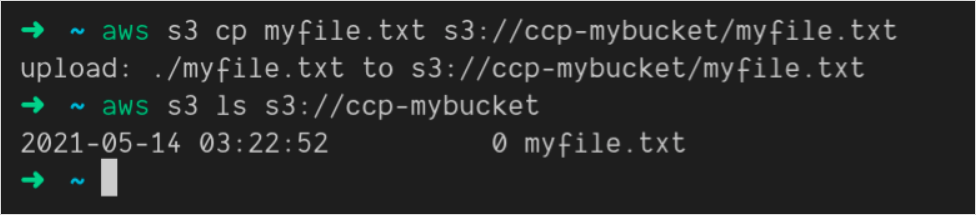 ➜ ~ aws s3 cp myfile.txt s3://ccp-mybucket/myfile.txt
upload: ./myfile.txt to s3://ccp-mybucket/myfile.txt
➜ ~ aws s3 ls s3://ccp-mybucket
2021-05-14 03:22:52          0 myfile.txt
➜ ~